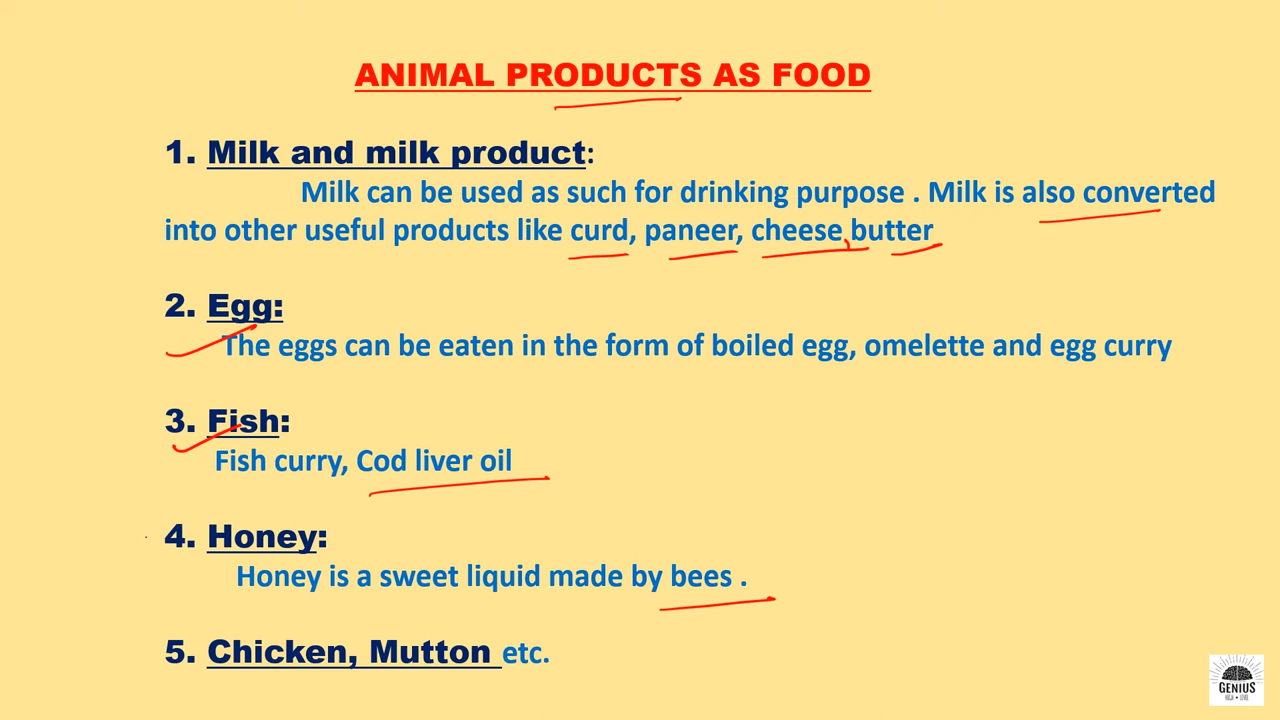 ANIMAL PRODUCTS AS FOOD
1. Milk and milk product:
Milk can be used as such for drinking purpose . Milk is also converted
into other useful products like curd, paneer, cheese,butter
2. Egg:
The eggs can be eaten in the form of boiled egg, omelette and egg curry
3. Fish:
Fish curry, Cod liver oil
4. Honey:
Honey is a sweet liquid made by bees .
5. Chicken, Mutton etc.
GENIUS
HIGH • LEVEL